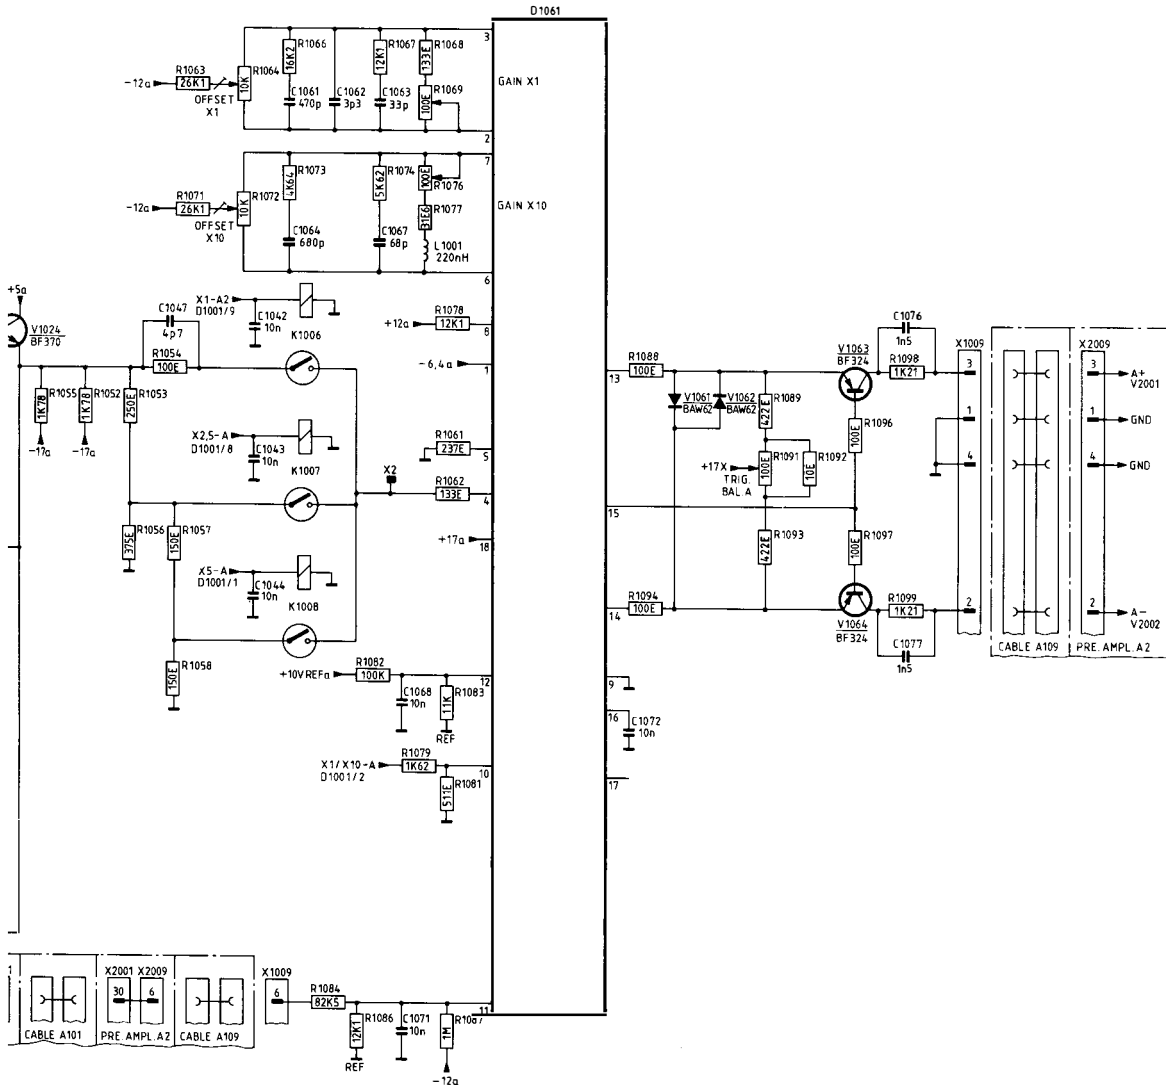 D1061
3
R1066
16K2
R1067
12K1
R1068
133E
R1063
-12a
26K1
R1064
10K
OFFSET
X1
C1061
470p
C1062
3p3
C1063
33p
R1069
100E
GAIN X1
2
7
R1073
4K64
R1074
5K62
100E
R1076
R1071
-12a
26K1
R1072
10K
OFFSET
X10
R1077
31E6
GAIN X10
C1064
680p
C1067
68p
L1001
220nH
6
+5a
X1-A2
D1001/9
C1042
10n
K1006
R1078
+12a
12K1
8
V1024
BF370
C1047
4p7
R1054
100E
-6,4a
1
R1055
1K78
R1052
1K78
R1053
250E
-17a
-17a
X2,5-A
D1001/8
C1043
10n
K1007
R1061
237E
5
X2
R1062
133E
4
R1056
375E
R1057
150E
+17a
18
X5-A
D1001/1
C1044
10n
K1008
R1058
150E
+10VREFa
R1082
100K
12
C1068
10n
R1083
11K
REF
X1/X10-A
D1001/2
R1079
1K62
10
R1081
511E
13
R1088
100E
V1061
BAW62
V1062
BAW62
R1089
422E
V1063
BF324
C1076
1n5
R1098
1K21
R1096
100E
+17X
TRIG.
BAL.A
R1091
100E
R1092
10E
15
R1093
422E
R1097
100E
14
R1094
100E
V1064
BF324
R1099
1K21
C1077
1n5
9
16
C1072
10n
17
X1009
3
1
4
2
CABLE A109
X2009
3
1
4
2
PRE.AMPL.A2
A+
V2001
GND
GND
A-
V2002
1
CABLE A101
X2001
30
X2009
6
PRE.AMPL.A2
CABLE A109
X1009
6
R1084
82K5
11
R1086
12K1
REF
C1071
10n
1M
-12a